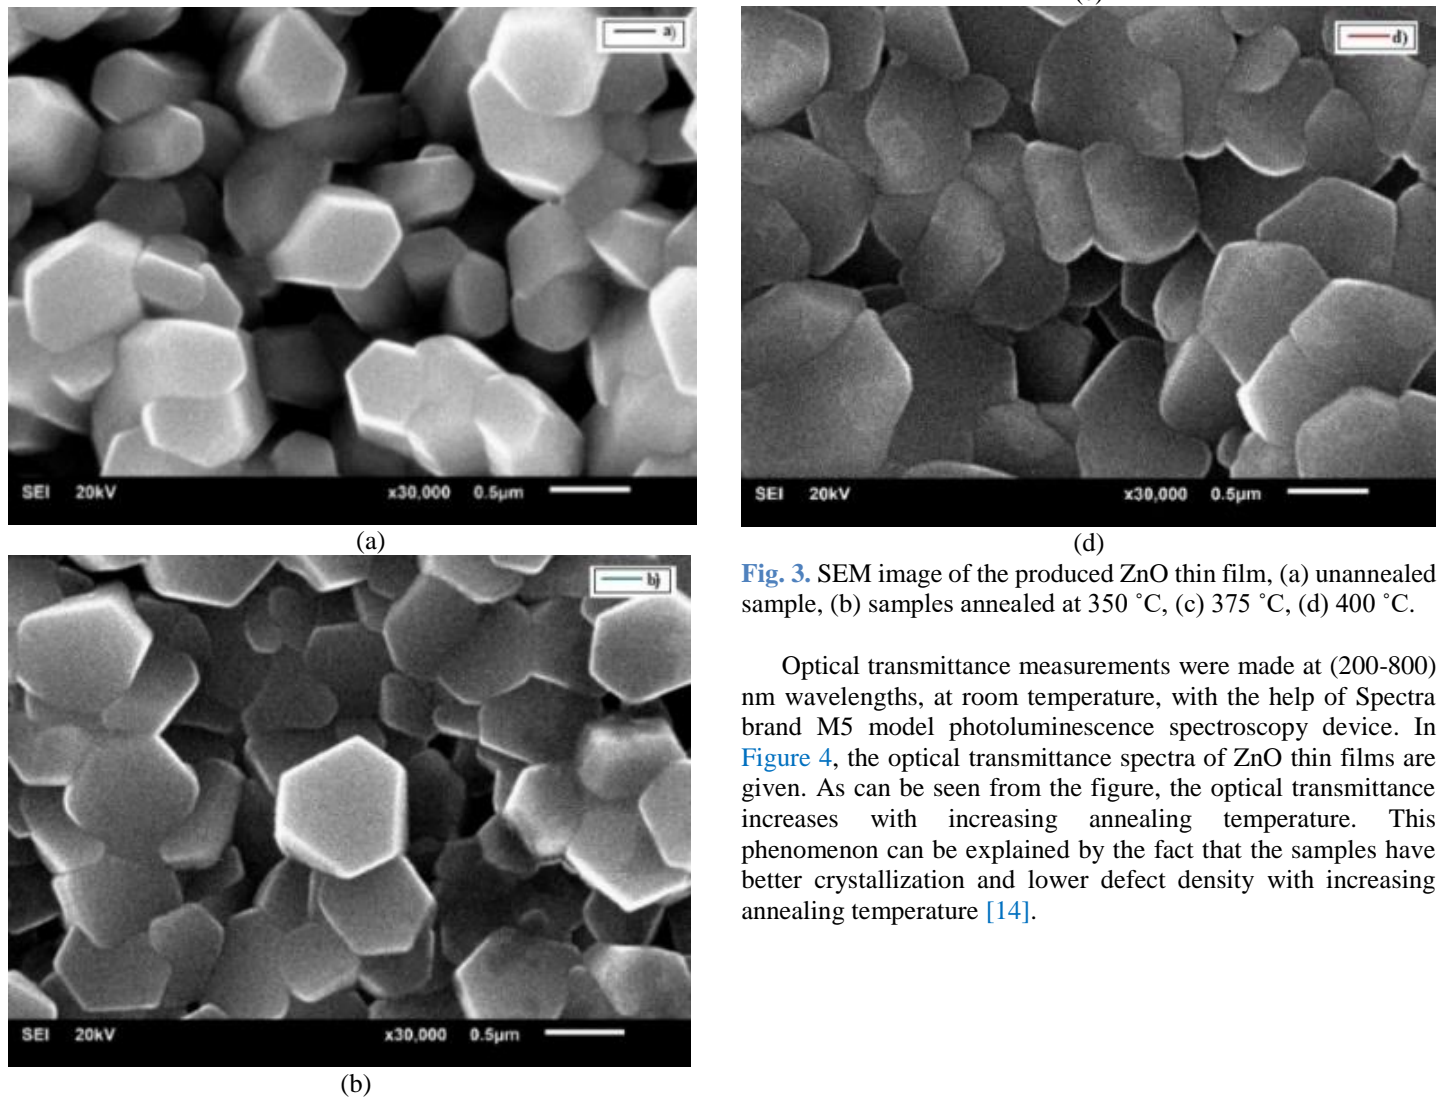 a)
SEI 20kV x30,000 0.5µm
(a)
b)
SEI 20kV x30,000 0.5µm
(b)
d)
SEI 20kV x30,000 0.5µm
(d)
Fig. 3. SEM image of the produced ZnO thin film, (a) unannealed
sample, (b) samples annealed at 350 ˚C, (c) 375 ˚C, (d) 400 ˚C.
Optical transmittance measurements were made at (200-800)
nm wavelengths, at room temperature, with the help of Spectra
brand M5 model photoluminescence spectroscopy device. In
Figure 4, the optical transmittance spectra of ZnO thin films are
given. As can be seen from the figure, the optical transmittance
increases with increasing annealing temperature. This
phenomenon can be explained by the fact that the samples have
better crystallization and lower defect density with increasing
annealing temperature [14].